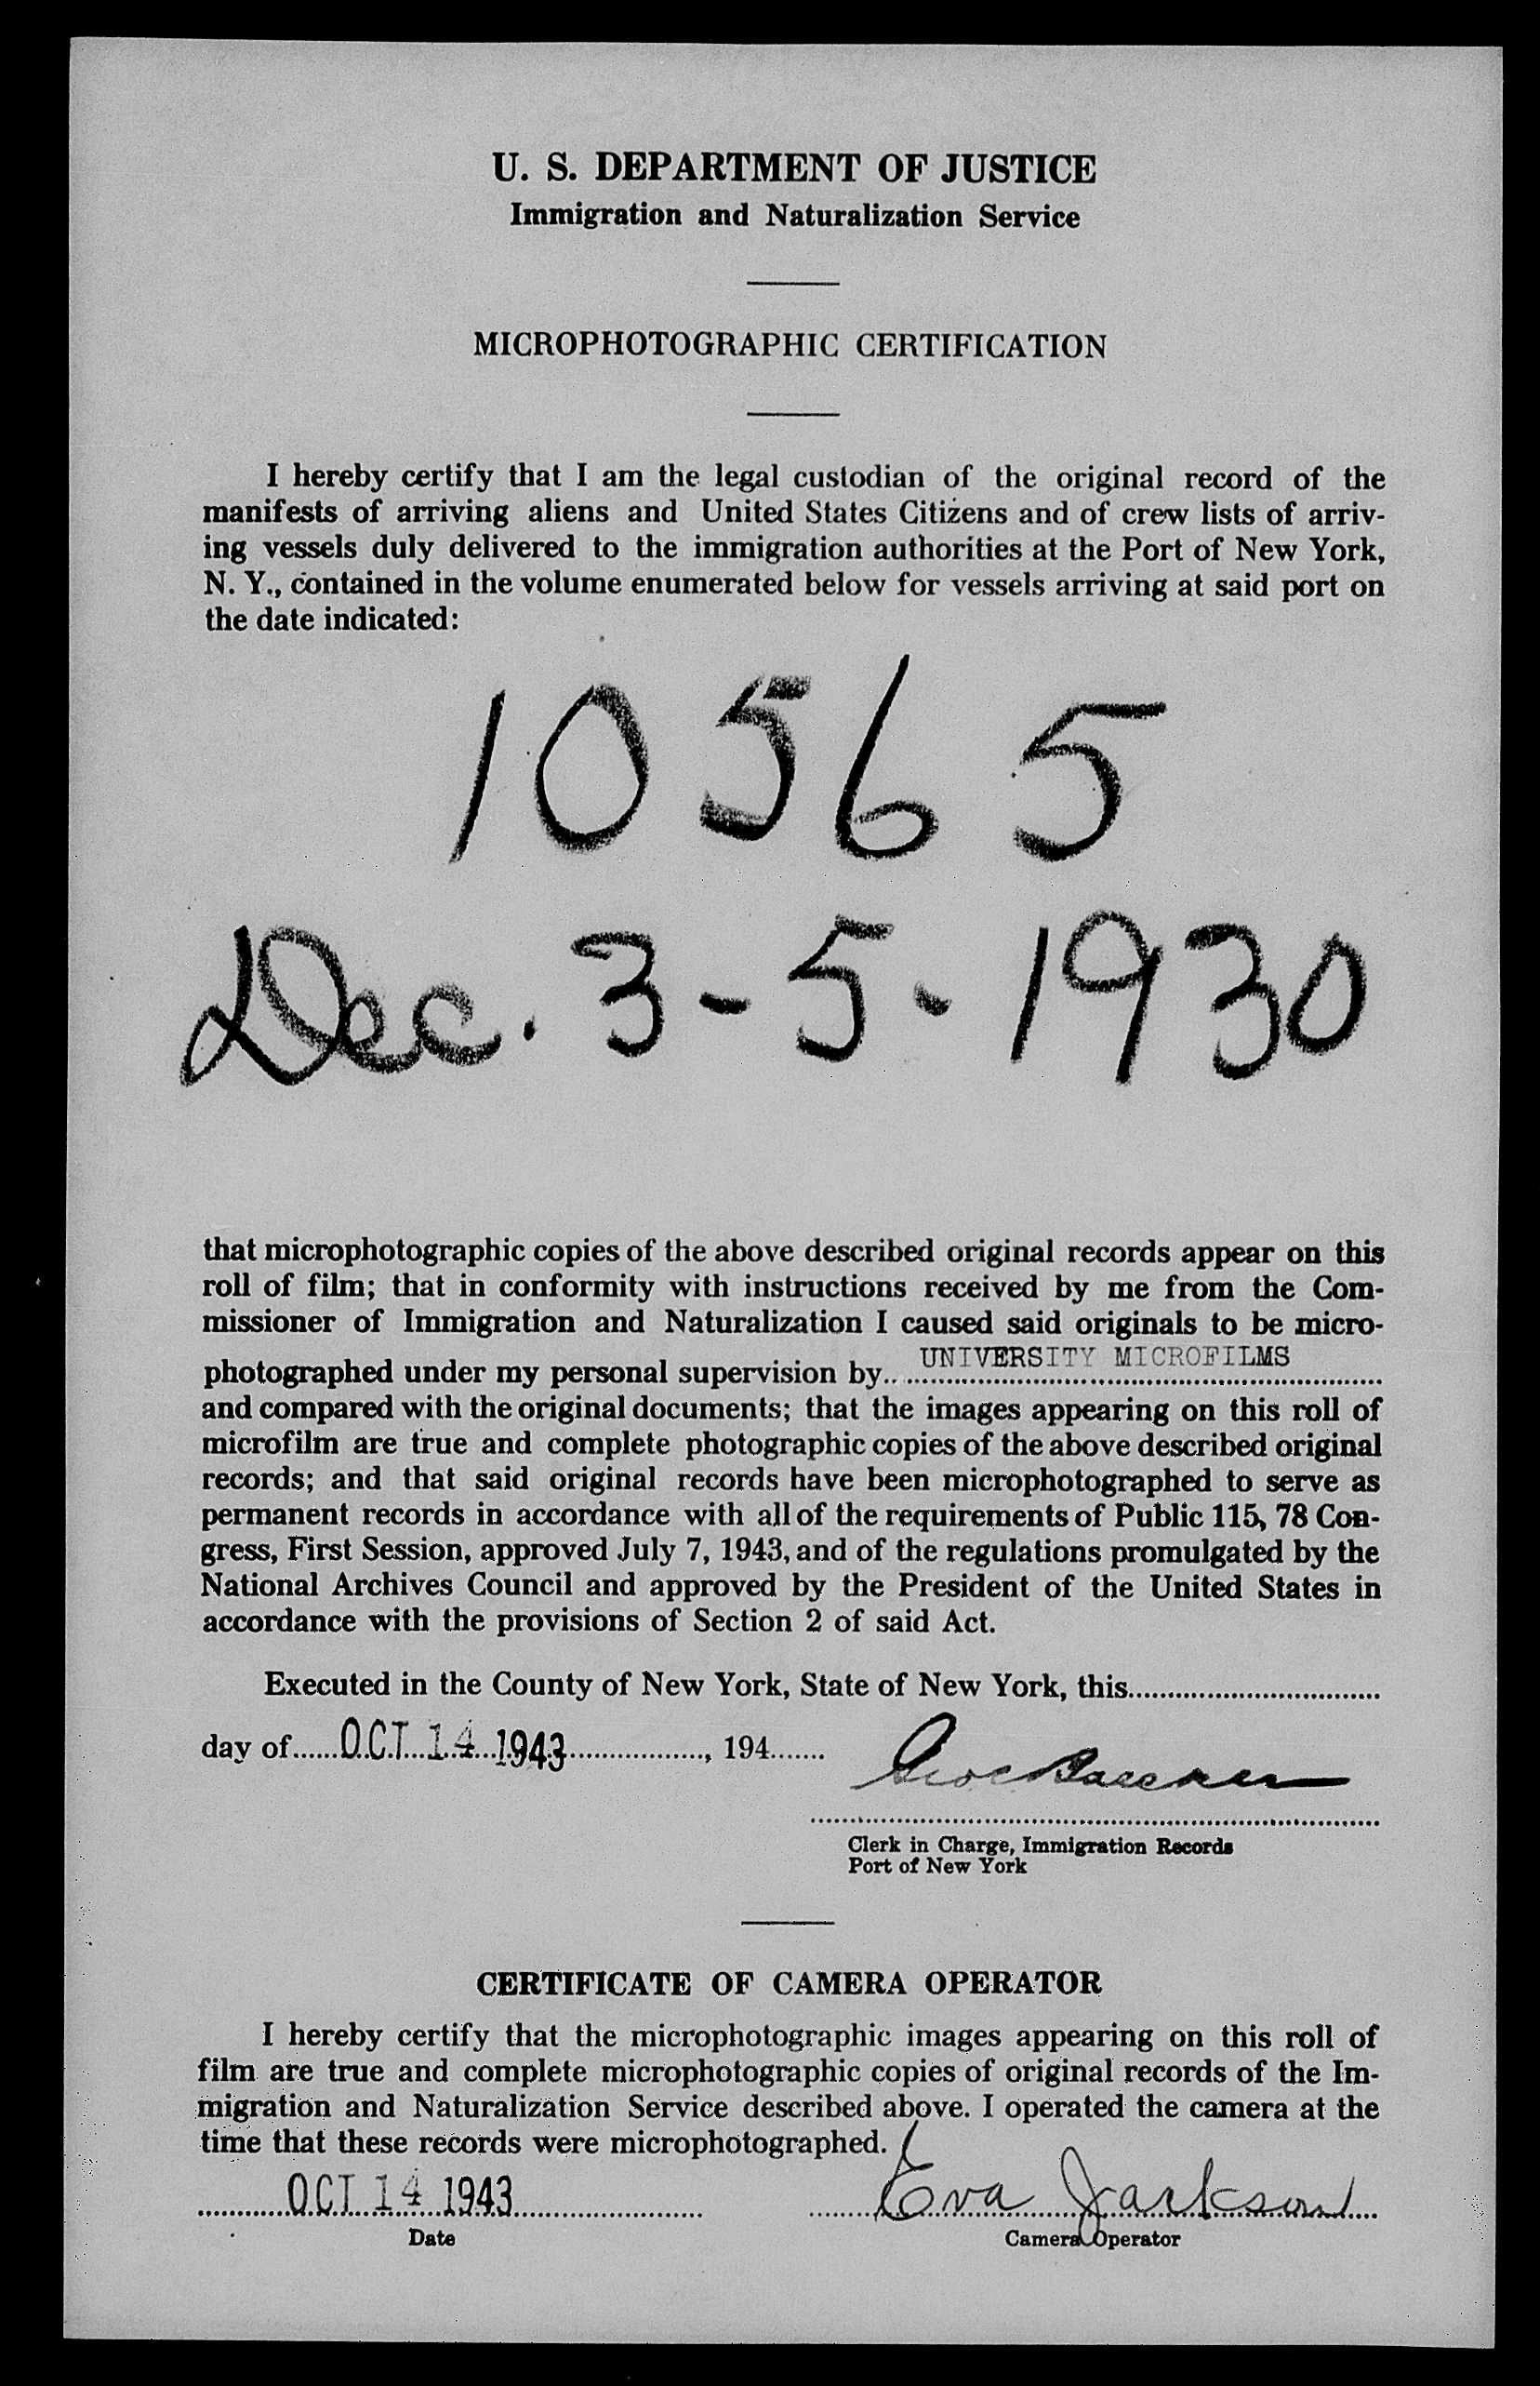 U. S. DEPARTMENT OF JUSTICE
Immigration and Naturalization Service
MICROPHOTOGRAPHIC CERTIFICATION
I hereby certify that I am the legal custodian of the original record of the
manifests of arriving aliens and United States Citizens and of crew lists of arriv-
ing vessels duly delivered to the immigration authorities at the Port of New York,
N. Y., contained in the volume enumerated below for vessels arriving at said port on
the date indicated:
10565
Dec. 3-5-1930
that microphotographic copies of the above described original records appear on this
roll of film; that in conformity with instructions received by me from the Com-
missioner of Immigration and Naturalization I caused said originals to be micro-
photographed under my personal supervision by UNIVERSITY MICROFILMS
and compared with the original documents; that the images appearing on this roll of
microfilm are true and complete photographic copies of the above described original
records; and that said original records have been microphotographed to serve as
permanent records in accordance with all of the requirements of Public 115, 78 Con-
gress, First Session, approved July 7, 1943, and of the regulations promulgated by the
National Archives Council and approved by the President of the United States in
accordance with the provisions of Section 2 of said Act.
Executed in the County of New York, State of New York, this
day of OCT 14 1943, 194
Clerk in Charge, Immigration Records
Port of New York
CERTIFICATE OF CAMERA OPERATOR
I hereby certify that the microphotographic images appearing on this roll of
film are true and complete microphotographic copies of original records of the Im-
migration and Naturalization Service described above. I operated the camera at the
time that these records were microphotographed.
OCT 14 1943 Eva Jackson
Date Camera Operator